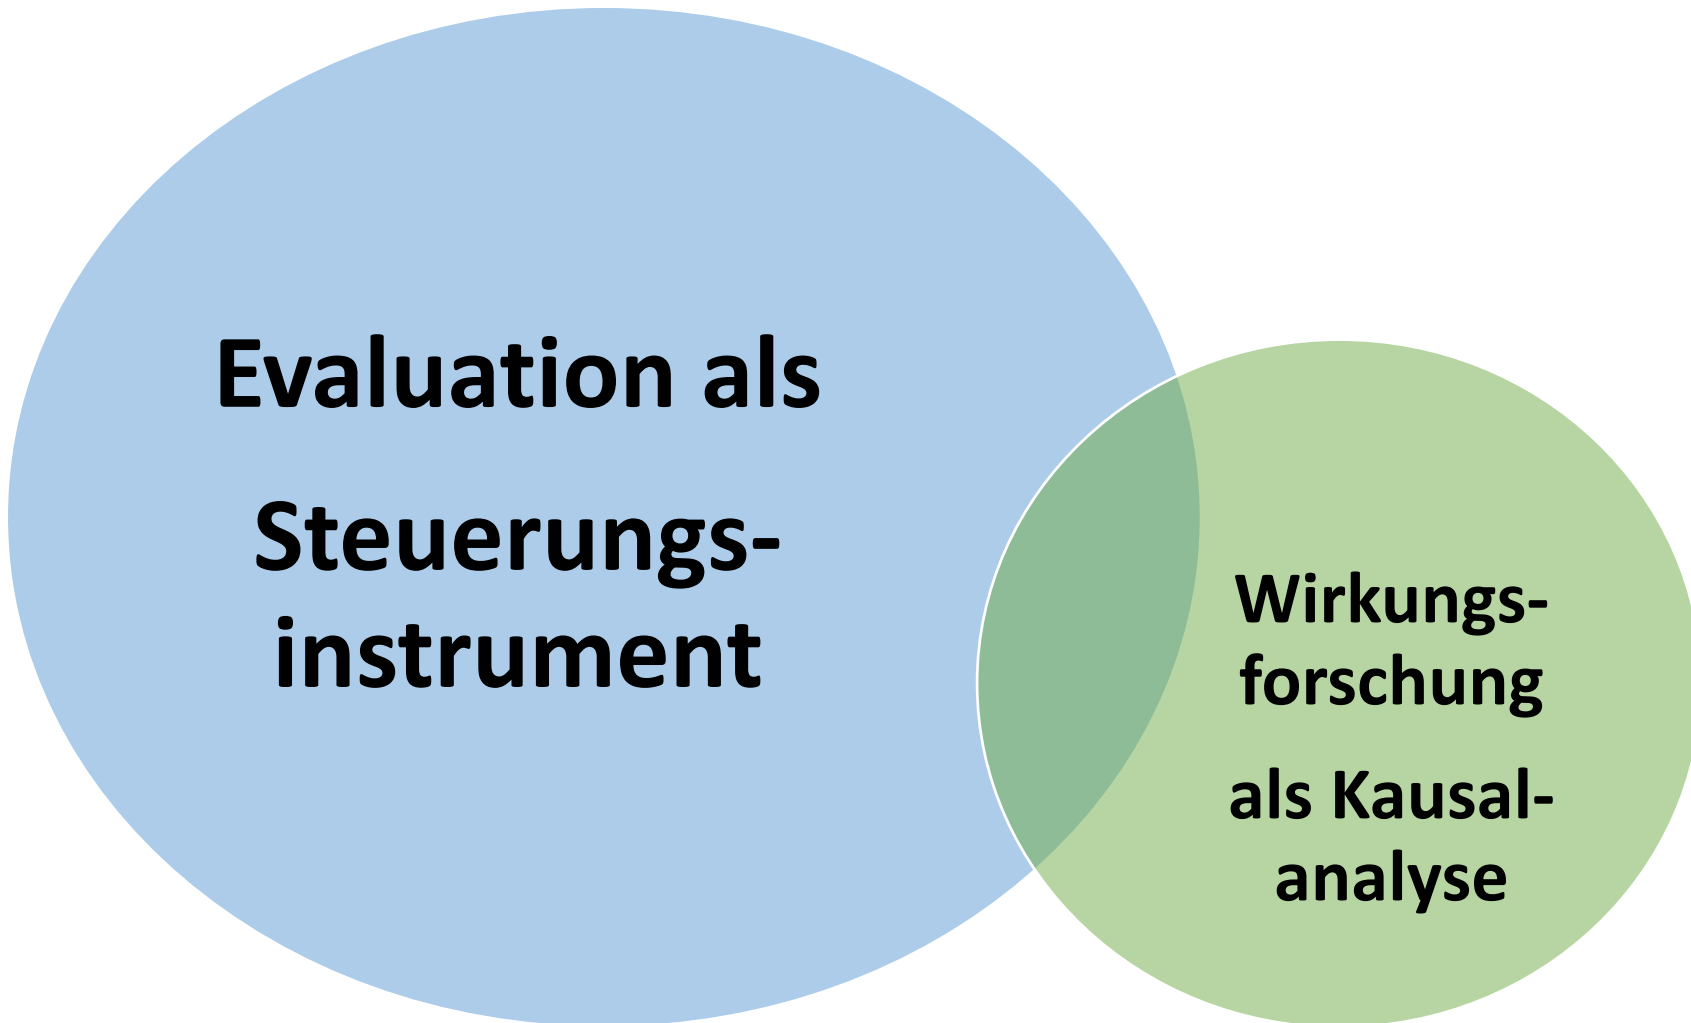 Evaluation als
Steuerungs-
instrument
Wirkungs-
forschung
als Kausal-
analyse